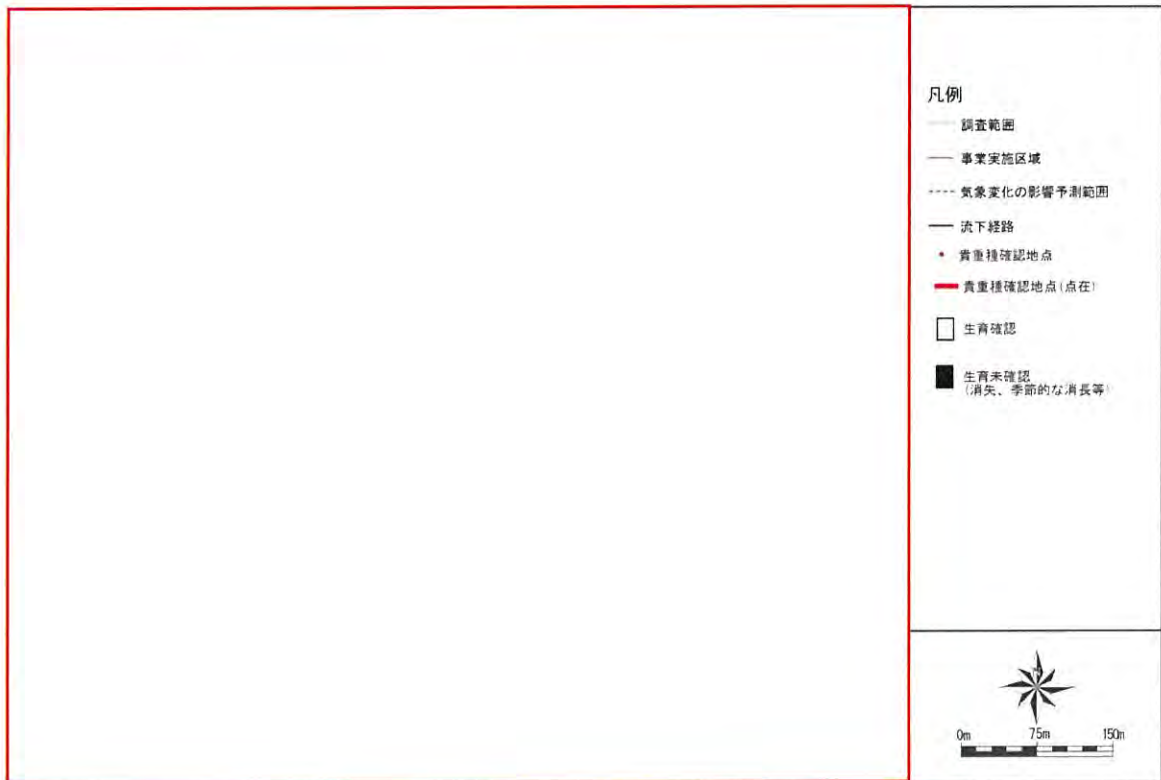 凡例
調査範囲
事業実施区域
気象変化の影響予測範囲
流下経路
貴重種確認地点
貴重種確認地点(点在)
生育確認
生育未確認
(消失、季節的な消長等)
0m 75m 150m